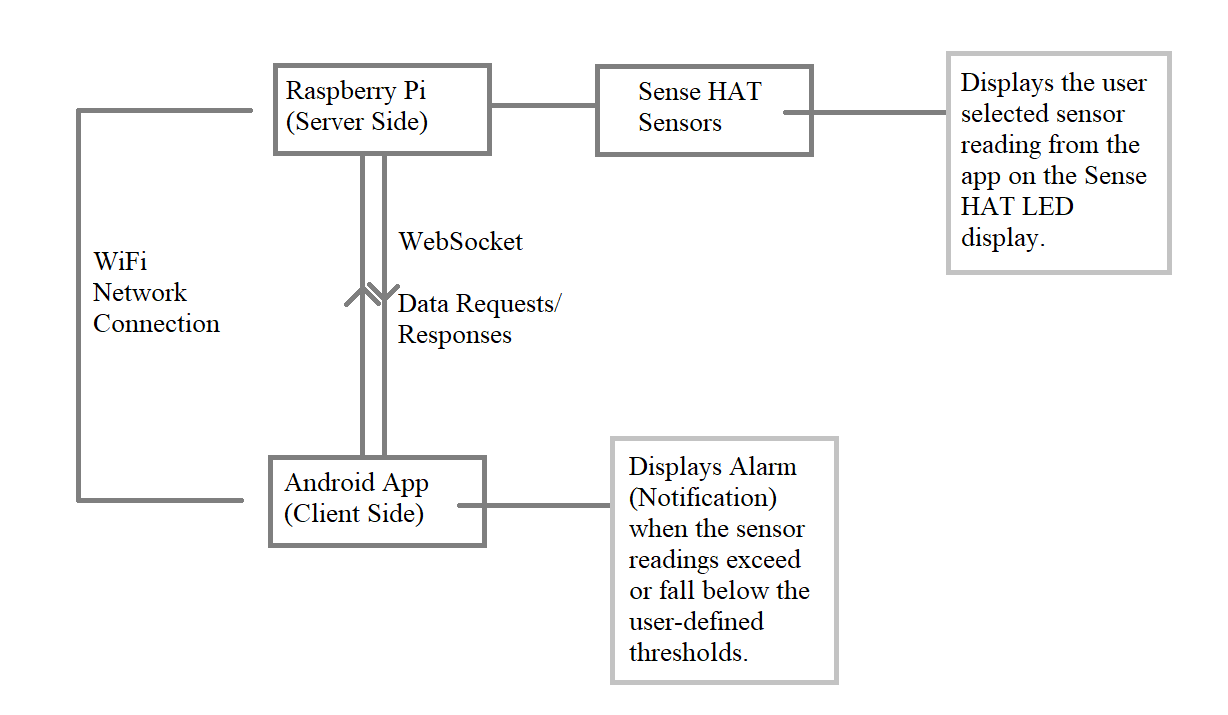 Raspberry Pi
(Server Side)
Sense HAT
Sensors
Displays the user
selected sensor
reading from the
app on the Sense
HAT LED
display.
WiFi
Network
Connection
WebSocket
Data Requests/
Responses
Android App
(Client Side)
Displays Alarm
(Notification)
when the sensor
readings exceed
or fall below the
user-defined
thresholds.